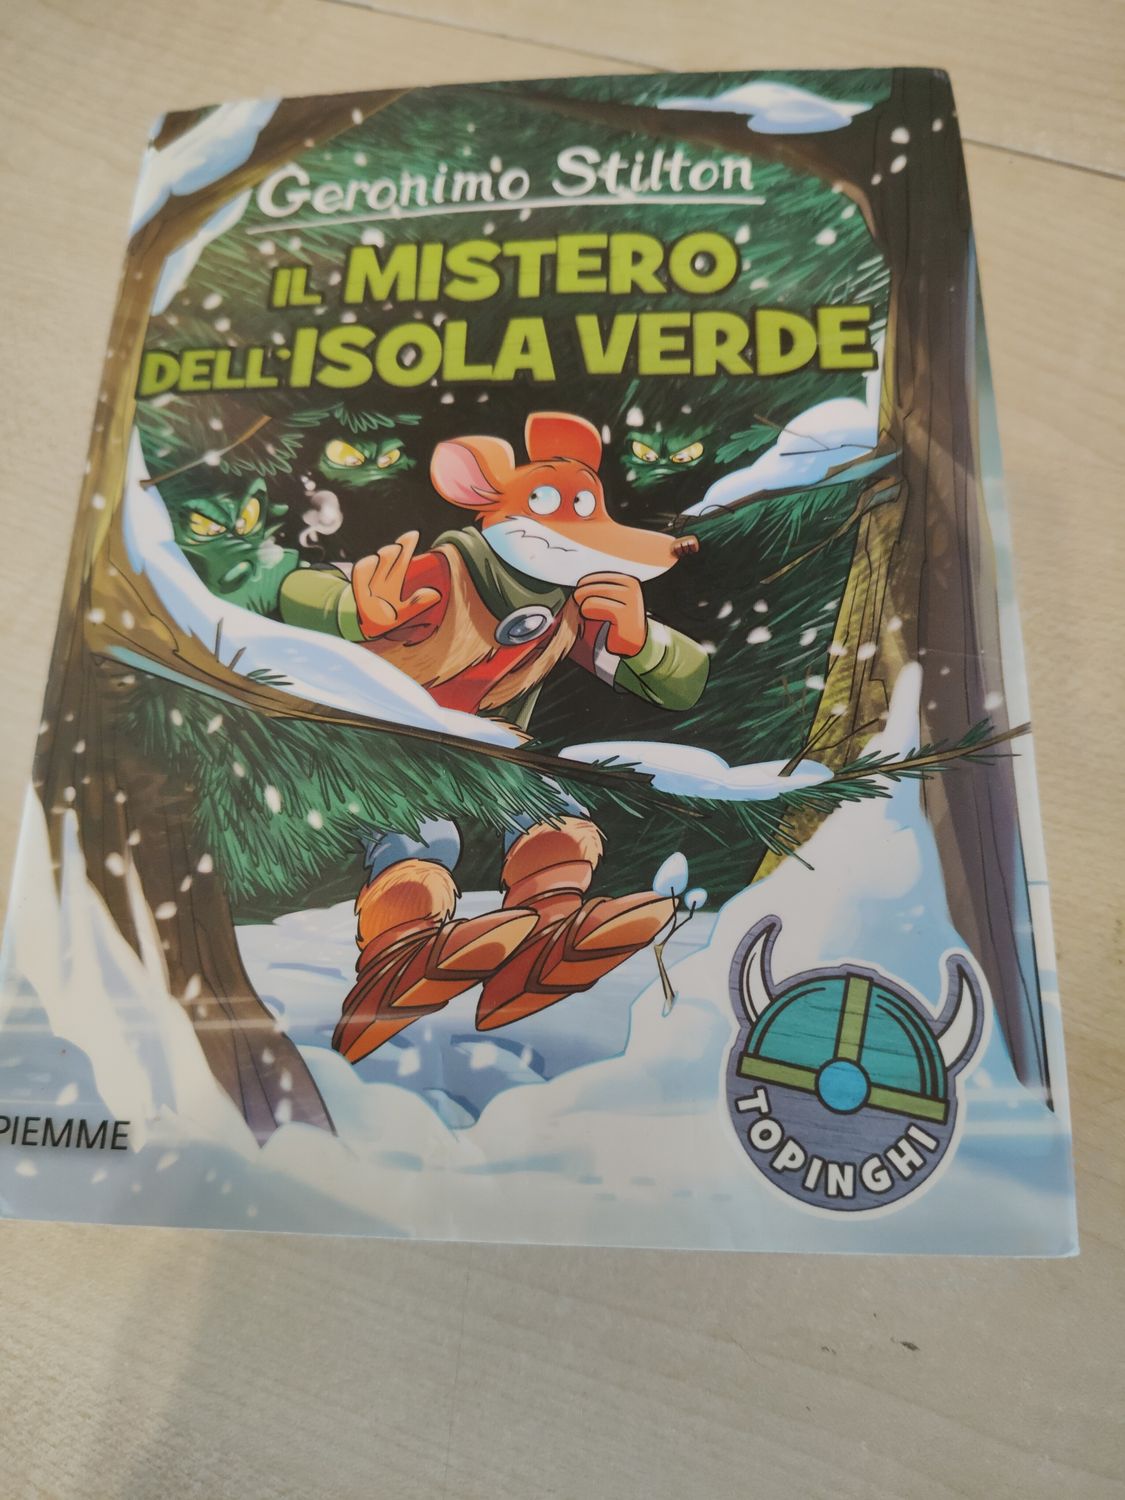 Geronimo Stilton
IL MISTERO
DELL'ISOLA VERDE
PIEMME
TOPINGHI